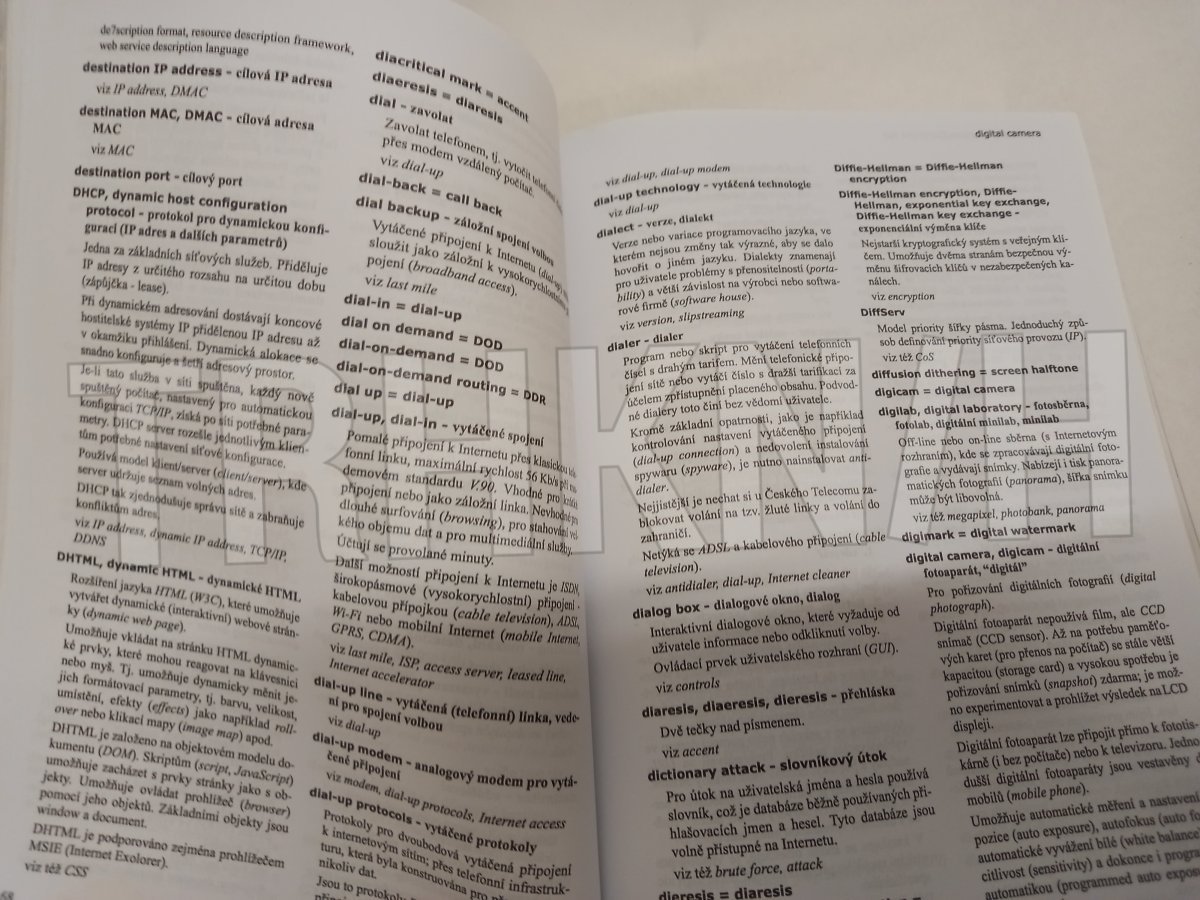 de?scription format, resource description framework,
web service description language
destination IP address – cílová IP adresa
viz IP address, DMAC
destination MAC, DMAC – cílová adresa
MAC
viz MAC
destination port – cílový port
DHCP, dynamic host configuration
protocol – protokol pro dynamickou konfi-
guraci (IP adres a dalších parametrů)
Jedna za základních síťových služeb. Přiděluje
IP adresy z určitého rozsahu na určitou dobu
(zápůjčka - lease).
Při dynamickém adresování dostávají koncové
hostitelské systémy IP přidělenou IP adresu až
v okamžiku přihlášení. Dynamická alokace se
snadno konfiguruje a šetří adresový prostor.
Je-li tato služba v síti spuštěna, každý nově
spuštěný počítač, nastavený pro automatickou
konfiguraci TCP/IP, získá po síti potřebné para-
metry. DHCP server rozešle jednotlivým klien-
tům potřebné nastavení síťové konfigurace.
Používá model klient/server (client/server), kde
server udržuje seznam volných adres.
DHCP tak zjednodušuje správu sítě a zabraňuje
konfliktům adres.
viz IP address, dynamic IP address, TCP/IP,
DDNS
DHTML, dynamic HTML – dynamické HTML
Rozšíření jazyka HTML (W3C), které umožňuje
vytvářet dynamické (interaktivní) webové strán-
ky (dynamic web page).
Umožňuje vkládat na stránku HTML dynamic-
ké prvky, které mohou reagovat na klávesnici
nebo myš. Tj. umožňuje dynamicky měnit je-
jich formátovací parametry, tj. barvu, velikost,
umístění, efekty (effects) jako například roll-
over nebo klikací mapy (image map) apod.
DHTML je založeno na objektovém modelu do-
kumentu (DOM). Skriptům (script, JavaScript)
umožňuje zacházet s prvky stránky jako s ob-
jekty. Umožňuje ovládat prohlížeč (browser)
pomocí jeho objektů. Základními objekty jsou
window a document.
DHTML je podporováno zejména prohlížečem
MSIE (Internet Exolorer).
viz též CSS
58
diacritical mark = accent
diaeresis = diaresis
dial – zavolat
Zavolat telefonem, tj. vytočit telefonní
přes modem vzdálený počítač.
viz dial-up
dial-back = call back
dial backup – záložní spojení volbou
Vytáčené připojení k Internetu (dial-up)
sloužit jako záložní k vysokorychlostnímu
pojení (broadband access).
viz last mile
dial-in = dial-up
dial on demand = DOD
dial-on-demand = DOD
dial-on-demand routing = DDR
dial up = dial-up
dial-up, dial-in – vytáčené spojení
Pomalé připojení k Internetu přes klasickou
fonní linku, maximální rychlost 56 Kb/s při
demovém standardu V.90. Vhodné pro krátké
připojení nebo jako záložní linka. Nevhodné pro
dlouhé surfování (browsing), pro stahování vel-
kého objemu dat a pro multimediální služby.
Účtují se provolané minuty.
Další možností připojení k Internetu je ISDN,
širokopásmové (vysokorychlostní) připojení
kabelovou přípojkou (cable television), ADSL,
Wi-Fi nebo mobilní Internet (mobile Internet,
GPRS, CDMA).
viz last mile, ISP, access server, leased line,
Internet accelerator
dial-up line – vytáčená (telefonní) linka, vede-
ní pro spojení volbou
viz dial-up
dial-up modem – analogový modem pro vytá-
čené připojení
viz modem, dial-up protocols, Internet access
dial-up protocols – vytáčené protokoly
Protokoly pro dvoubodová vytáčená připojení
k internetovým sítím; přes telefonní infrastruk-
turu, která byla konstruována pro
nikoliv dat.
Jsou to protokoly
digital camera
viz dial-up, dial-up modem
dial-up technology – vytáčená technologie
viz dial-up
dialect – verze, dialekt
Verze nebo variace programovacího jazyka, ve
kterém nejsou změny tak výrazné, aby se dalo
hovořit o jiném jazyku. Dialekty znamenají
pro uživatele problémy s přenositelností (porta-
bility) a větší závislost na výrobci nebo softwa-
rové firmě (software house).
viz version, slipstreaming
dialer – dialer
Program nebo skript pro vytáčení telefonních
čísel s drahým tarifem. Mění telefonické připo-
jení sítě nebo vytáčí číslo s dražší tarifikací za
účelem zpřístupnění placeného obsahu. Podvod-
né dialery toto činí bez vědomí uživatele.
Kromě základní opatrnosti, jako je například
kontrolování nastavení vytáčeného připojení
(dial-up connection) a nedovolení instalování
spywaru (spyware), je nutno nainstalovat anti-
dialer.
Nejjistější je nechat si u Českého Telecomu za-
blokovat volání na tzv. žluté linky a volání do
zahraničí.
Netýká se ADSL a kabelového připojení (cable
television).
viz antidialer, dial-up, Internet cleaner
dialog box – dialogové okno, dialog
Interaktivní dialogové okno, které vyžaduje od
uživatele informace nebo odkliknutí volby.
Ovládací prvek uživatelského rozhraní (GUI).
viz controls
diaresis, diaeresis, dieresis – přehláska
Dvě tečky nad písmenem.
viz accent
dictionary attack – slovníkový útok
Pro útok na uživatelská jména a hesla používá
slovník, což je databáze běžně používaných při-
hlašovacích jmen a hesel. Tyto databáze jsou
volně přístupné na Internetu.
viz též brute force, attack
dieresis = diaresis
Diffie-Hellman = Diffie-Hellman
encryption
Diffie-Hellman encryption, Diffie-
Hellman, exponential key exchange,
Diffie-Hellman key exchange –
exponenciální výměna klíče
Nejstarší kryptografický systém s veřejným klí-
čem. Umožňuje dvěma stranám bezpečnou vý-
měnu šifrovacích klíčů v nezabezpečených ka-
nálech.
viz encryption
DiffServ
Model priority šířky pásma. Jednoduchý způ-
sob definování priority síťového provozu (IP).
viz též CoS
diffusion dithering = screen halftone
digicam = digital camera
digilab, digital laboratory – fotosběrna,
fotolab, digitální minilab, minilab
Off-line nebo on-line sběrna (s Internetovým
rozhraním), kde se zpracovávají digitální foto-
grafie a vydávají snímky. Nabízejí i tisk panora-
matických fotografií (panorama), šířka snímku
může být libovolná.
viz též megapixel, photobank, panorama
digimark = digital watermark
digital camera, digicam – digitální
fotoaparát, "digitál"
Pro pořizování digitálních fotografií (digital
photograph).
Digitální fotoaparát nepoužívá film, ale CCD
snímač (CCD sensor). Až na potřebu paměťo-
vých karet (pro přenos na počítač) se stále větší
kapacitou (storage card) a vysokou spotřebu je
pořizování snímků (snapshot) zdarma; je mož-
no experimentovat a prohlížet výsledek na LCD
displeji.
Digitální fotoaparát lze připojit přímo k fototis-
kárně (i bez počítače) nebo k televizoru. Jedno-
dušší digitální fotoaparáty jsou vestavěny do
mobilů (mobile phone).
Umožňuje automatické měření a nastavení
pozice (auto exposure), autofokus (auto
automatické vyvážení bílé (white balance
citlivost (sensitivity) a dokonce i
automatikou (programmed auto
TRIKNIH